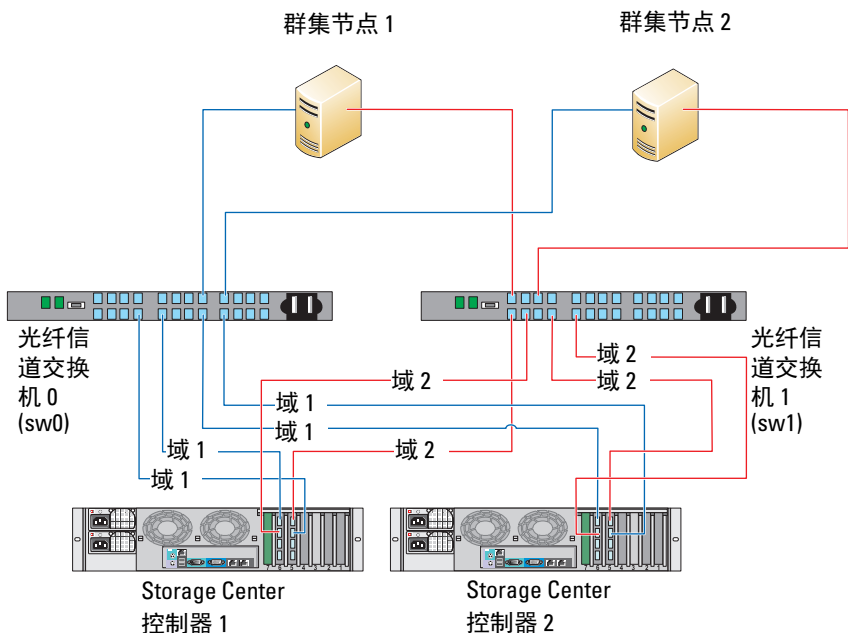 群集节点 1
群集节点 2
光纤信
道交换
机 0
(sw0)
光纤信
道交换
机 1
(sw1)
域 2
域 2
域 2
域 1
域 1
域 1
域 2
域 1
Storage Center
控制器 1
Storage Center
控制器 2